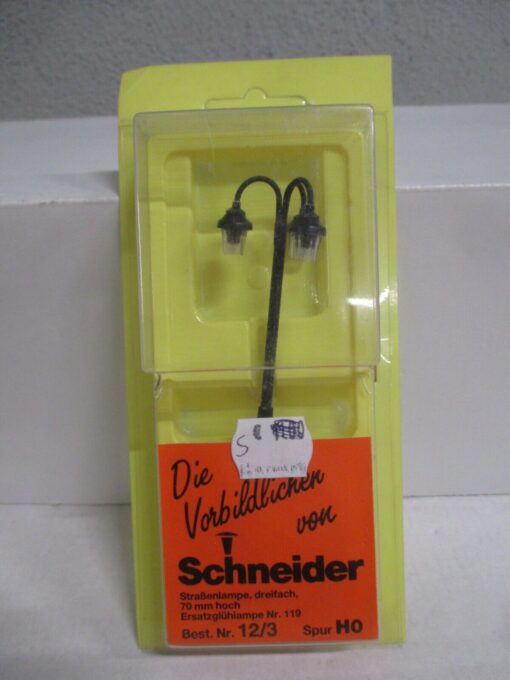 S €
Die
Vorbildlichen
von
Schneider
Straßenlampe, dreifach,
70 mm hoch
Ersatzglühlampe Nr. 119
Best. Nr. 12/3 Spur H0